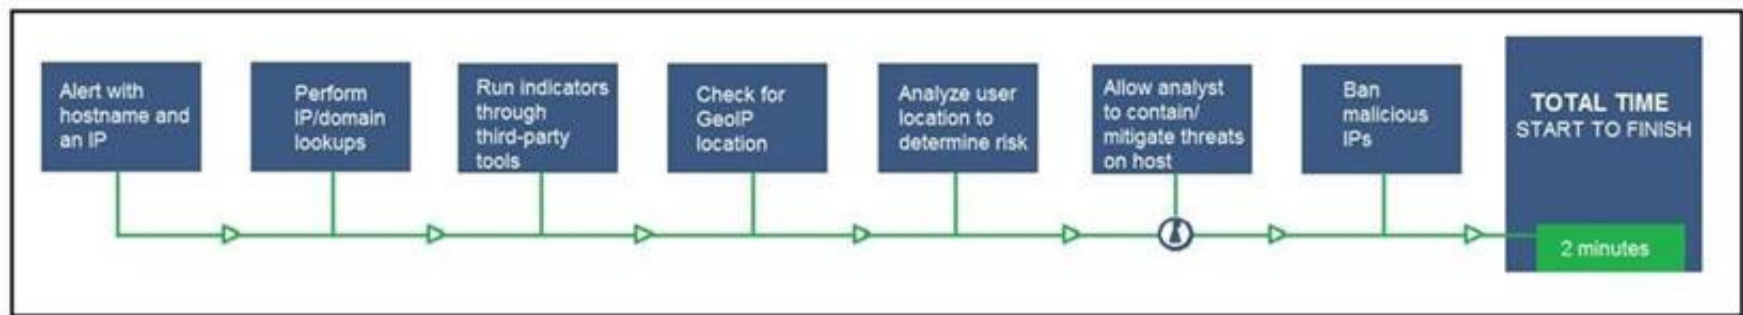 Alert with
hostname and
an IP
Perform
IP/domain
lookups
Run indicators
through
third-party
tools
Check for
GeoIP
location
Analyze user
location to
determine risk
Allow analyst
to contain/
mitigate threats
on host
Ban
malicious
IPs
TOTAL TIME
START TO FINISH
2 minutes